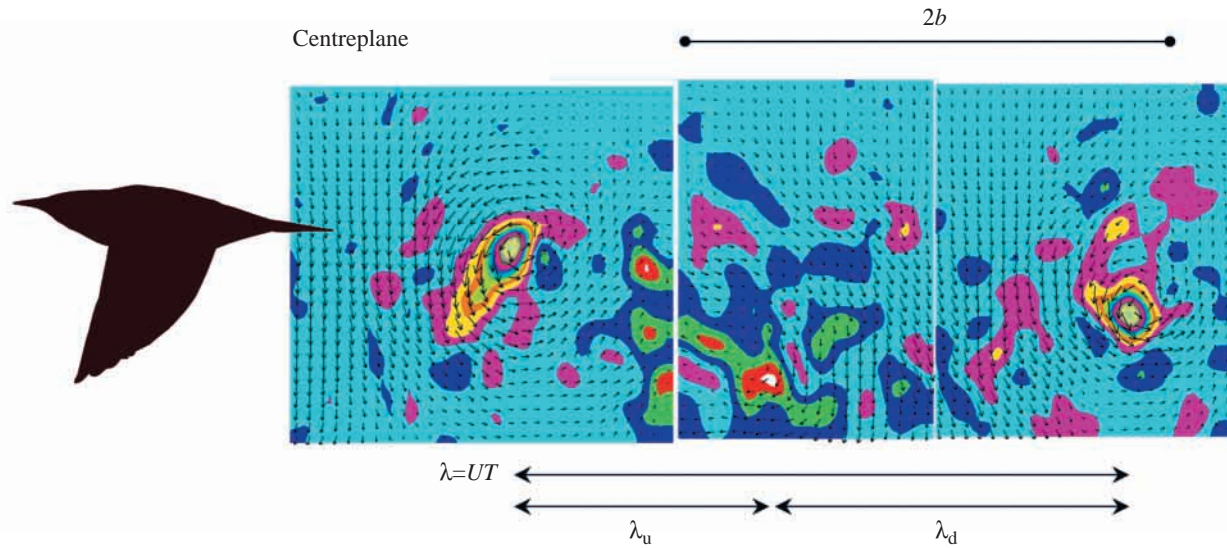 2b
Centreplane
λ=UT
λu
λd